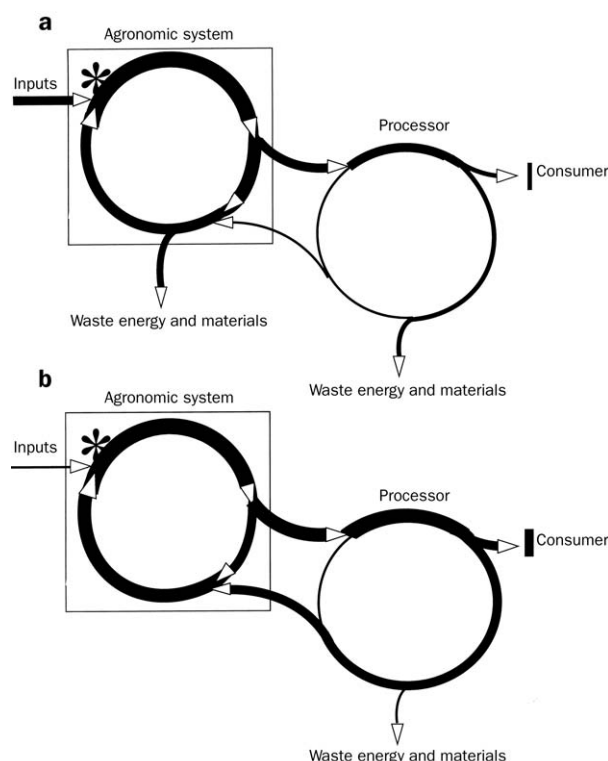 a
Agronomic system
Inputs
Processor
Consumer
Waste energy and materials
Waste energy and materials
b
Agronomic system
Inputs
Processor
Consumer
Waste energy and materials